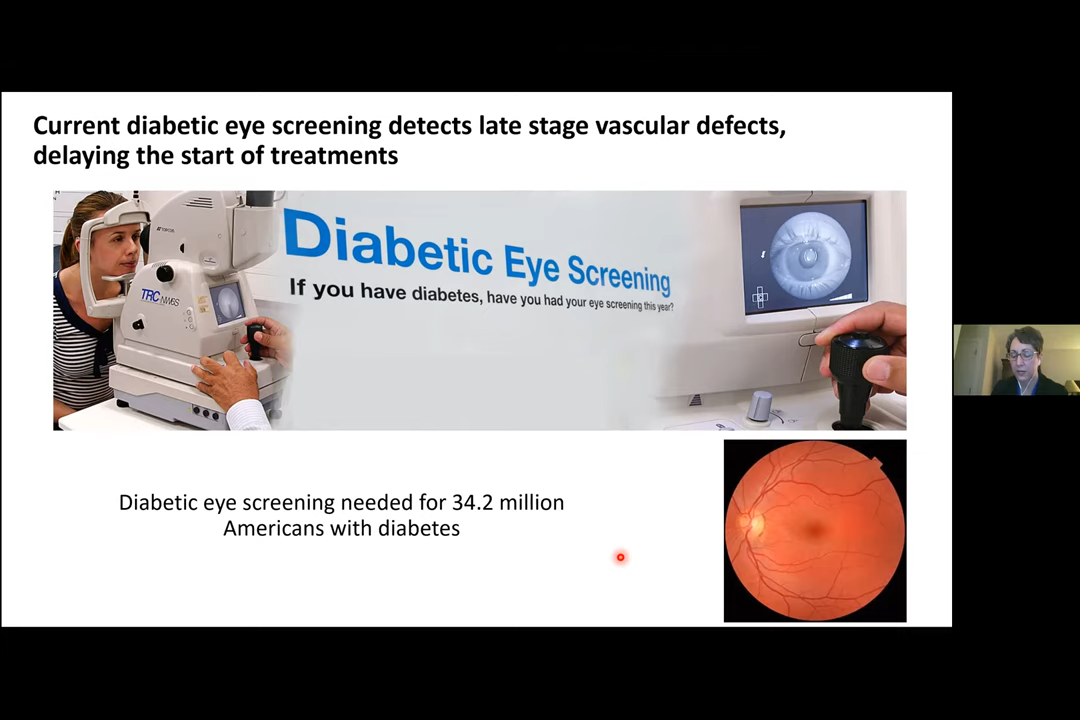 Current diabetic eye screening detects late stage vascular defects,
delaying the start of treatments
TOPCON
TRC-NW6S
Diabetic Eye Screening
If you have diabetes, have you had your eye screening this year?
Diabetic eye screening needed for 34.2 million
Americans with diabetes